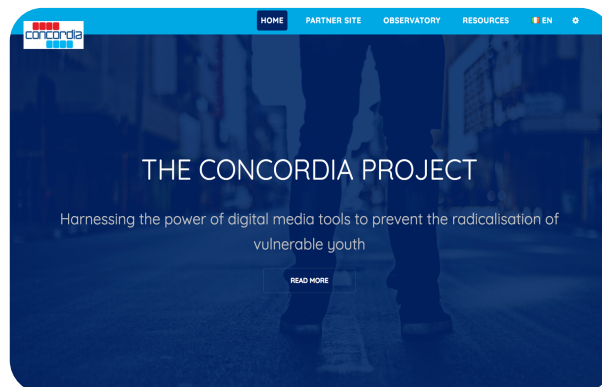 concordia
HOME PARTNER SITE OBSERVATORY RESOURCES EN
THE CONCORDIA PROJECT
Harnessing the power of digital media tools to prevent the radicalisation of
vulnerable youth
READ MORE